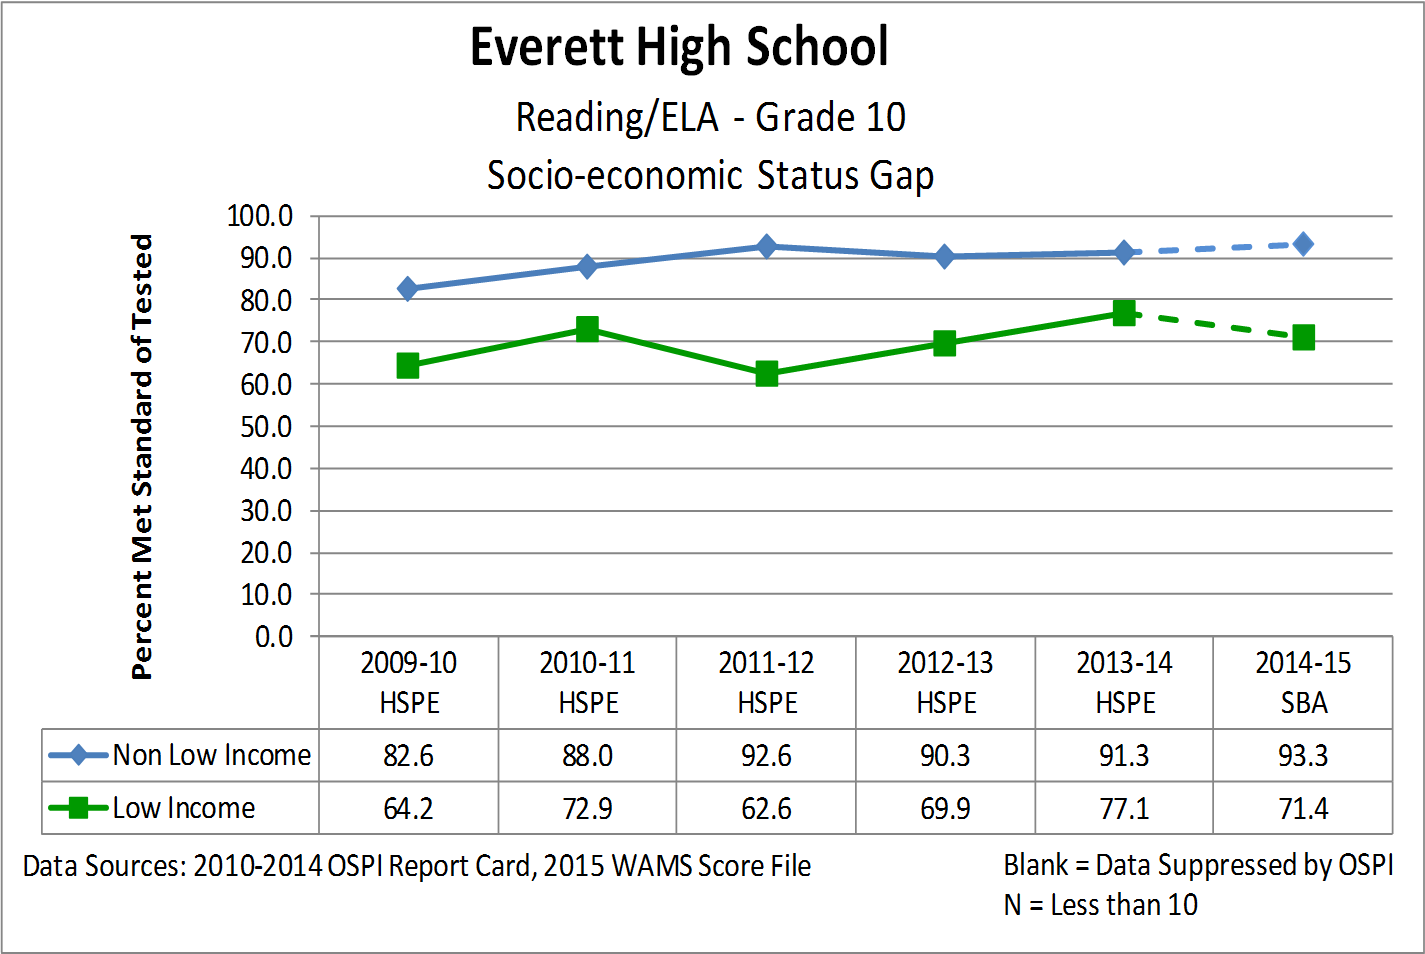 Everett High School
Reading/ELA - Grade 10
Socio-economic Status Gap
Percent Met Standard of Tested
100.0
90.0
80.0
70.0
60.0
50.0
40.0
30.0
20.0
10.0
0.0
2009-10 2010-11 2011-12 2012-13 2013-14 2014-15
HSPE HSPE HSPE HSPE HSPE SBA
Non Low Income 82.6 88.0 92.6 90.3 91.3 93.3
Low Income 64.2 72.9 62.6 69.9 77.1 71.4
Data Sources: 2010-2014 OSPI Report Card, 2015 WAMS Score File
Blank = Data Suppressed by OSPI
N = Less than 10